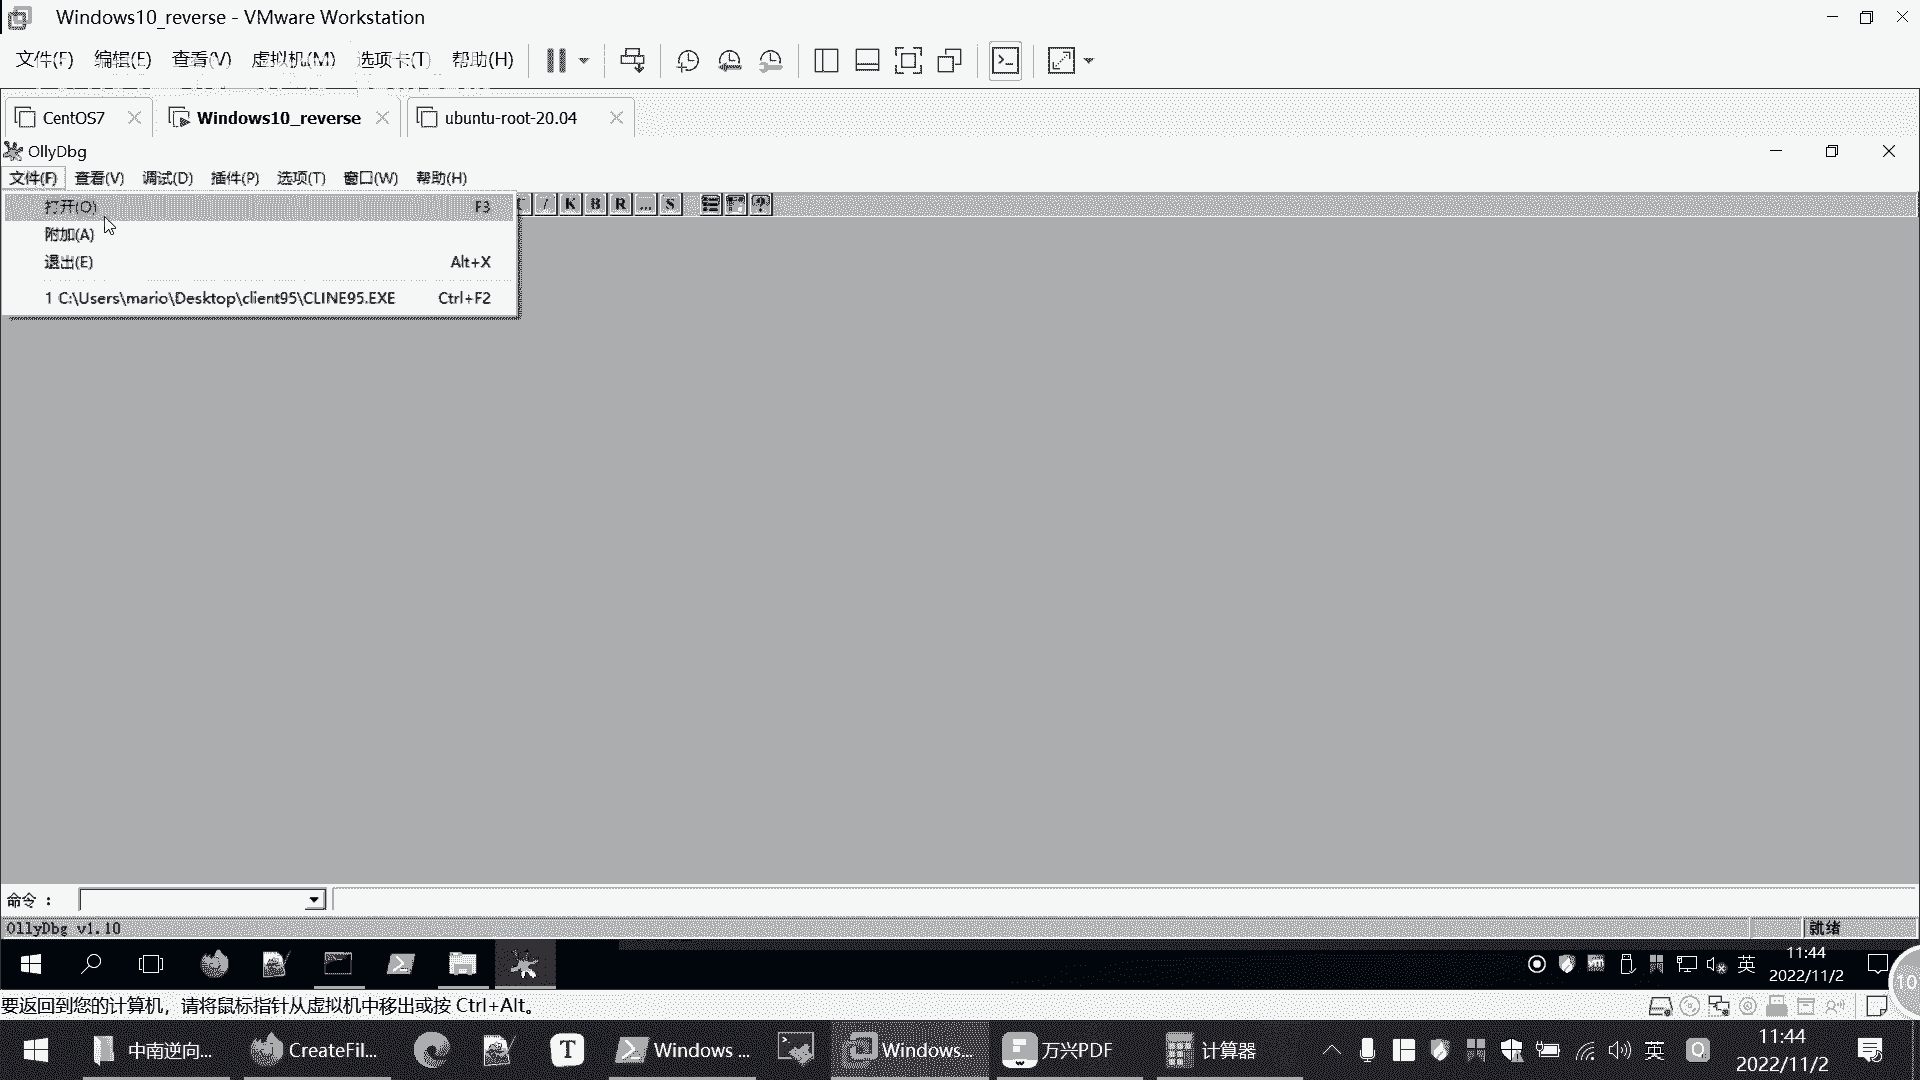 Windows10_reverse - VMware Workstation
文件(F) 编辑(E) 查看(V) 虚拟机(M) 选项卡(T) 帮助(H)
CentOS7 Windows10_reverse ubuntu-root-20.04
OllyDbg
文件(F) 查看(V) 调试(D) 插件(P) 选项(T) 窗口(W) 帮助(H)
/ K B R ... S
打开(O) F3
附加(A)
退出(E) Alt+X
1 C:\Users\mario\Desktop\client95\CLINE95.EXE Ctrl+F2
命令 :
OllyDbg v1.10 就绪
英 11:44
2022/11/2
10
要返回到您的计算机，请将鼠标指针从虚拟机中移出或按 Ctrl+Alt。
中南逆向... CreateFil... T Windows ... Windows... 万兴PDF 计算器 英 11:44
2022/11/2